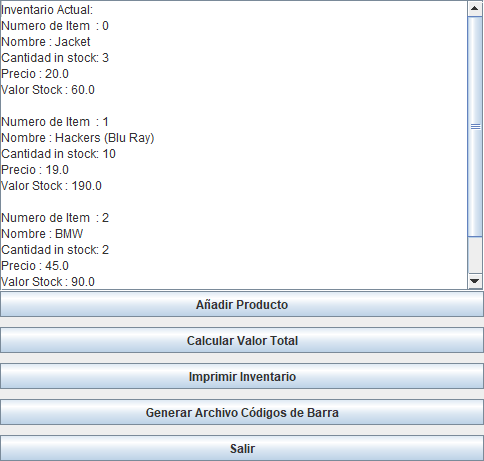 Inventario Actual:
Numero de Item  : 0
Nombre : Jacket
Cantidad in stock: 3
Precio : 20.0
Valor Stock : 60.0

Numero de Item  : 1
Nombre : Hackers (Blu Ray)
Cantidad in stock: 10
Precio : 19.0
Valor Stock : 190.0

Numero de Item  : 2
Nombre : BMW
Cantidad in stock: 2
Precio : 45.0
Valor Stock : 90.0
Añadir Producto
Calcular Valor Total
Imprimir Inventario
Generar Archivo Códigos de Barra
Salir